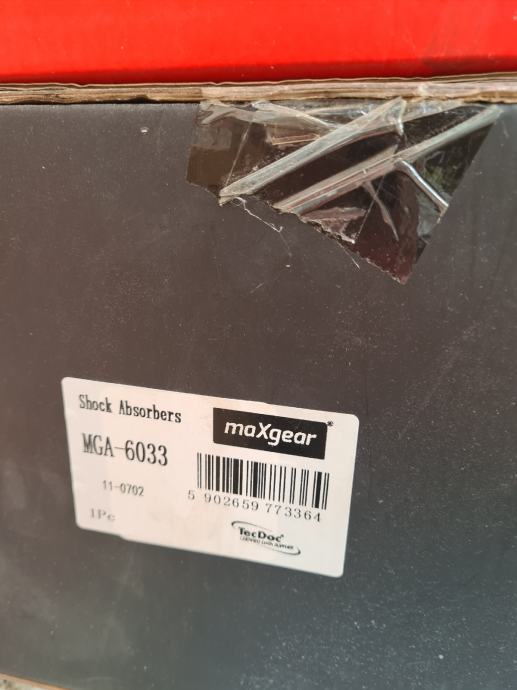 Shock Absorbers
maXgear®
MGA-6033
11-0702
5 902659 773364
1Pc
TecDoc®